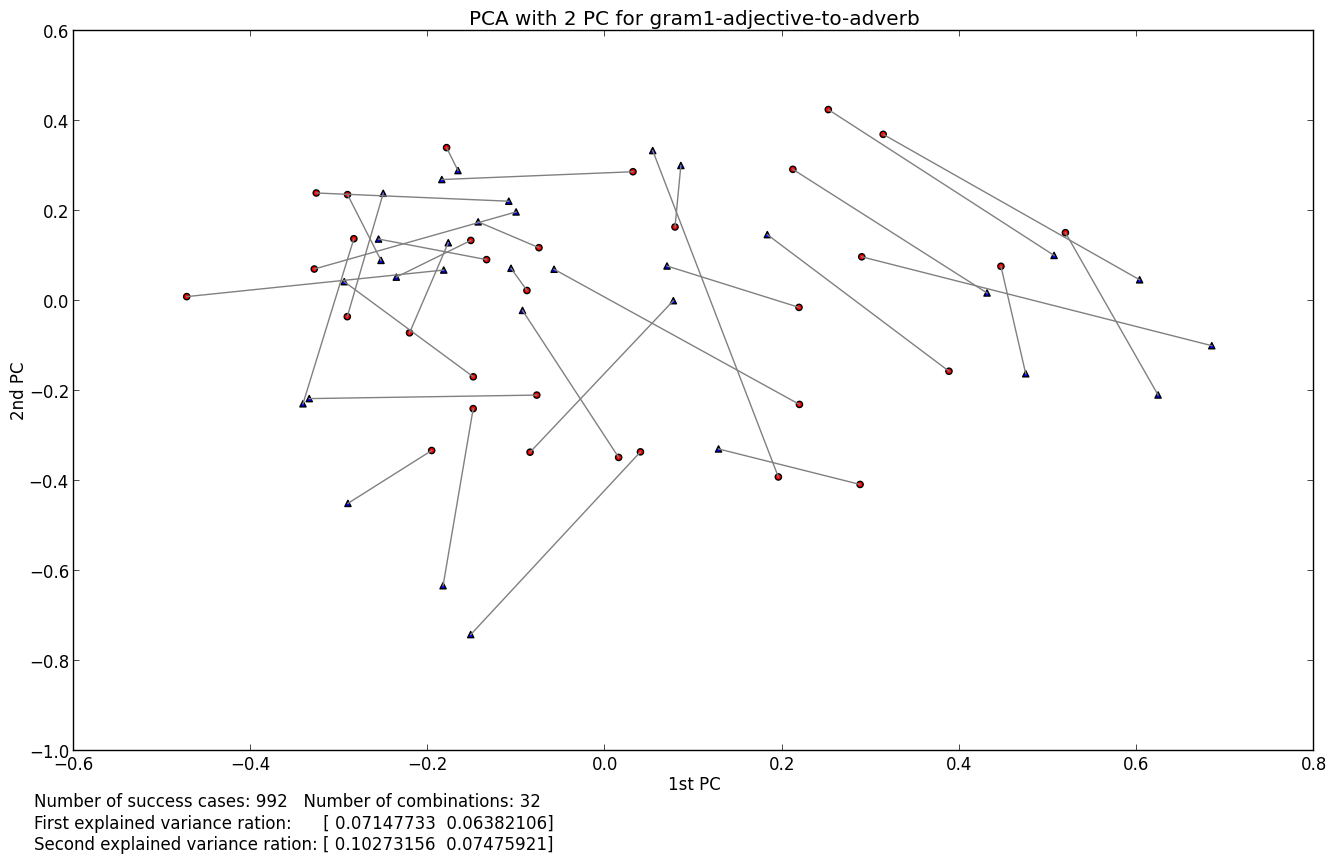 PCA with 2 PC for gram1-adjective-to-adverb
0.6
0.4
0.2
0.0
−0.2
−0.4
−0.6
−0.8
−1.0
2nd PC
−0.6 −0.4 −0.2 0.0 0.2 0.4 0.6 0.8
1st PC
Number of success cases: 992 Number of combinations: 32
First explained variance ration: [ 0.07147733 0.06382106]
Second explained variance ration: [ 0.10273156 0.07475921]